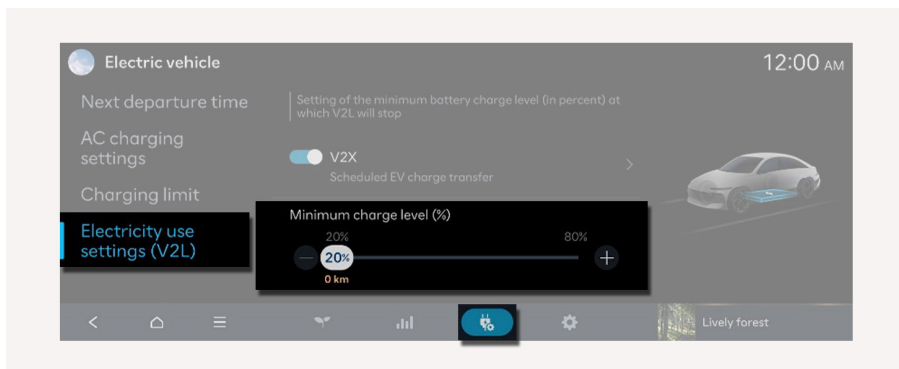 Electric vehicle
12:00 AM
Next departure time
AC charging
settings
Charging limit
Electricity use
settings (V2L)
Setting of the minimum battery charge level (in percent) at
which V2L will stop
V2X
Scheduled EV charge transfer
Minimum charge level (%)
20% 80%
20%
0 km
Lively forest